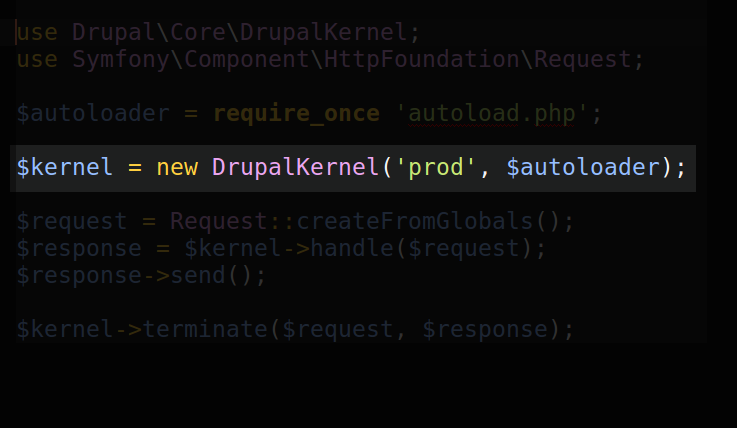 use Drupal\Core\DrupalKernel;
use Symfony\Component\HttpFoundation\Request;
$autoloader = require_once 'autoload.php';
$kernel = new DrupalKernel('prod', $autoloader);
$request = Request::createFromGlobals();
$response = $kernel->handle($request);
$response->send();
$kernel->terminate($request, $response);